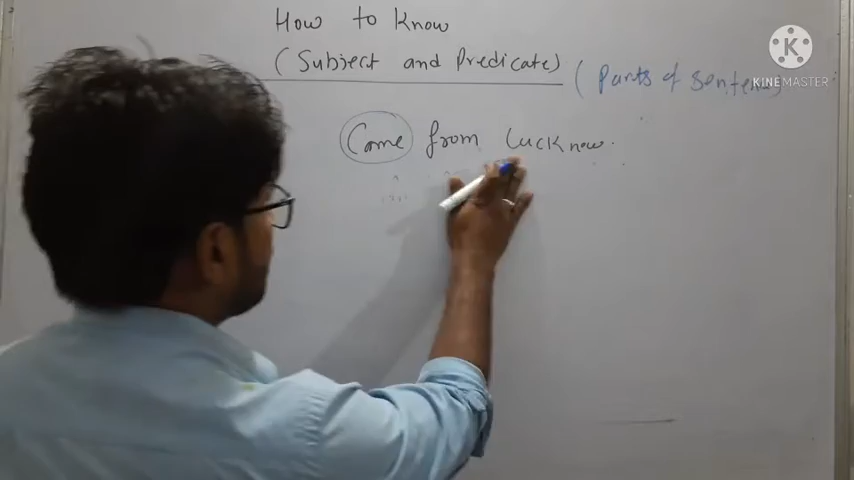 How to Know
(Subject and Predicate) (Parts of Sentence)
Come from Lucknow.
K
KINEMASTER